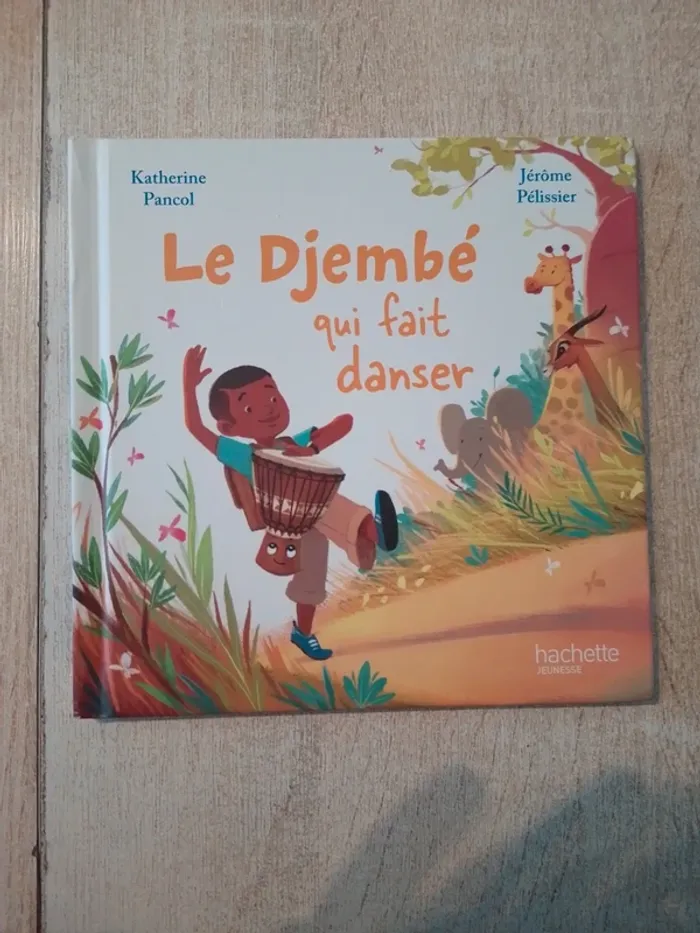 Katherine
Pancol
Jérôme
Pélissier
Le Djembé
qui fait
danser
hachette
JEUNESSE